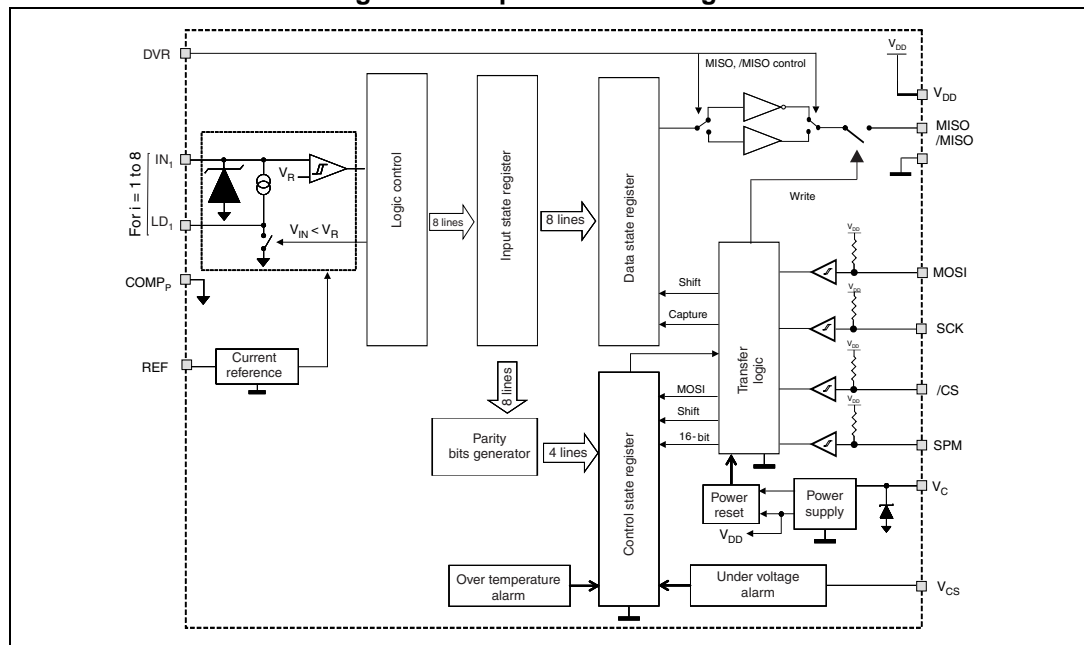 DVR
MISO, /MISO control
V_DD
V_DD
MISO
/MISO
For i = 1 to 8
IN_1
V_R
LD_1
V_IN < V_R
COMP_P
REF
Current
reference
Logic control
8 lines
Input state register
8 lines
Data state register
Write
Shift
Capture
Transfer
logic
V_DD
MOSI
V_DD
SCK
V_DD
/CS
V_DD
SPM
8 lines
Parity
bits generator
4 lines
Control state register
MOSI
Shift
16-bit
Power
reset
V_DD
Power
supply
V_C
Over temperature
alarm
Under voltage
alarm
V_CS